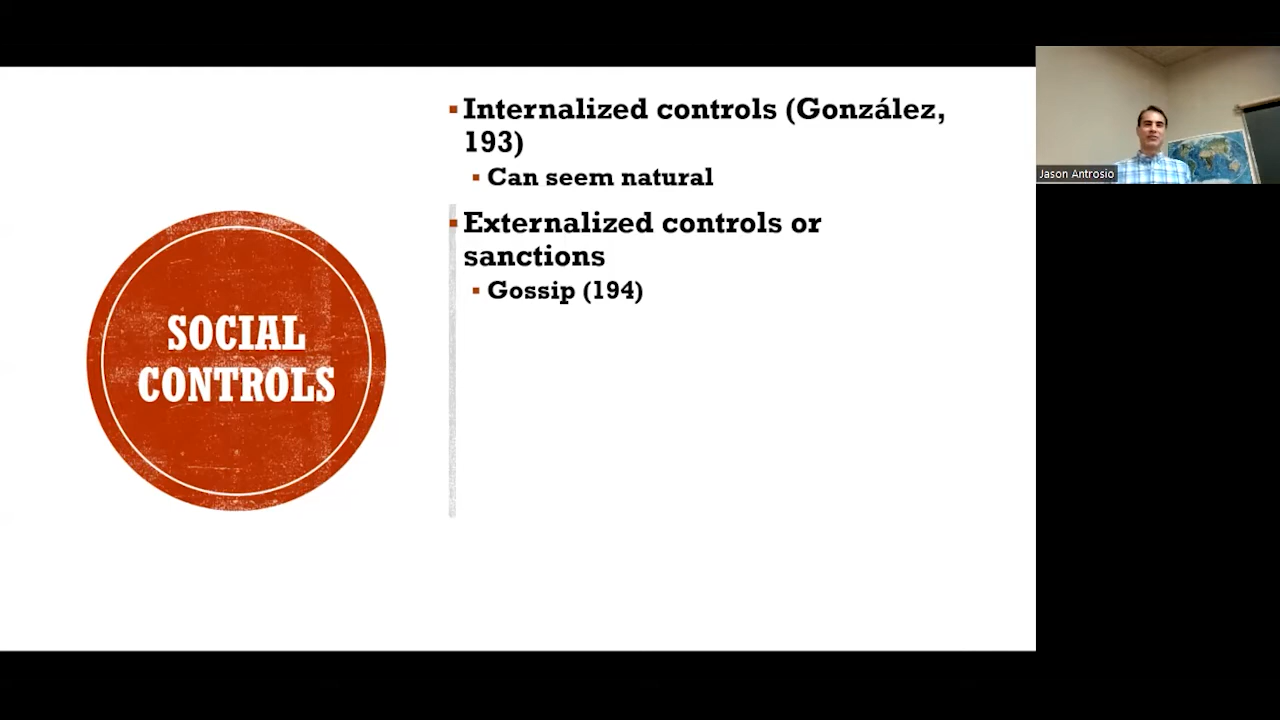 SOCIAL
CONTROLS
▪ Internalized controls (González,
193)
▪ Can seem natural
▪ Externalized controls or
sanctions
▪ Gossip (194)
Jason Antrosio